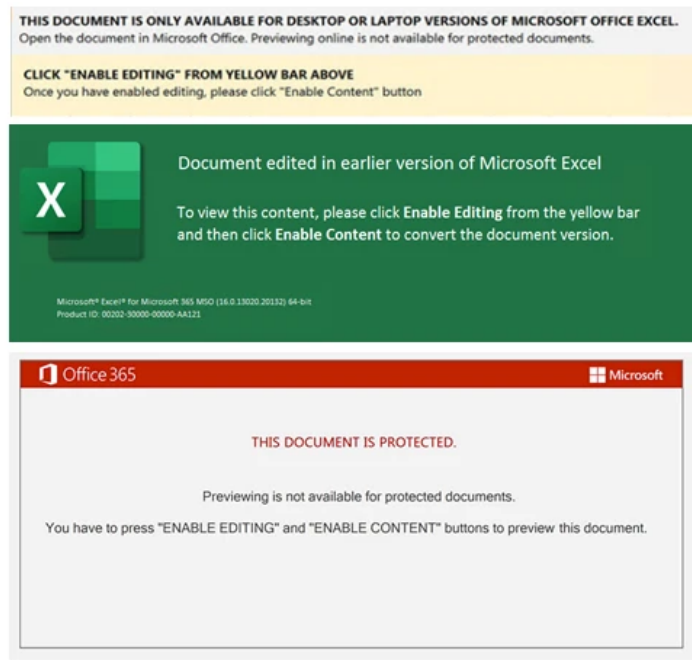 THIS DOCUMENT IS ONLY AVAILABLE FOR DESKTOP OR LAPTOP VERSIONS OF MICROSOFT OFFICE EXCEL.
Open the document in Microsoft Office. Previewing online is not available for protected documents.
CLICK "ENABLE EDITING" FROM YELLOW BAR ABOVE
Once you have enabled editing, please click "Enable Content" button
X
Document edited in earlier version of Microsoft Excel
To view this content, please click Enable Editing from the yellow bar
and then click Enable Content to convert the document version.
Microsoft® Excel® for Microsoft 365 MSO (16.0.13020.20132) 64-bit
Product ID: 00202-30000-00000-AA121
Office 365
Microsoft
THIS DOCUMENT IS PROTECTED.
Previewing is not available for protected documents.
You have to press "ENABLE EDITING" and "ENABLE CONTENT" buttons to preview this document.